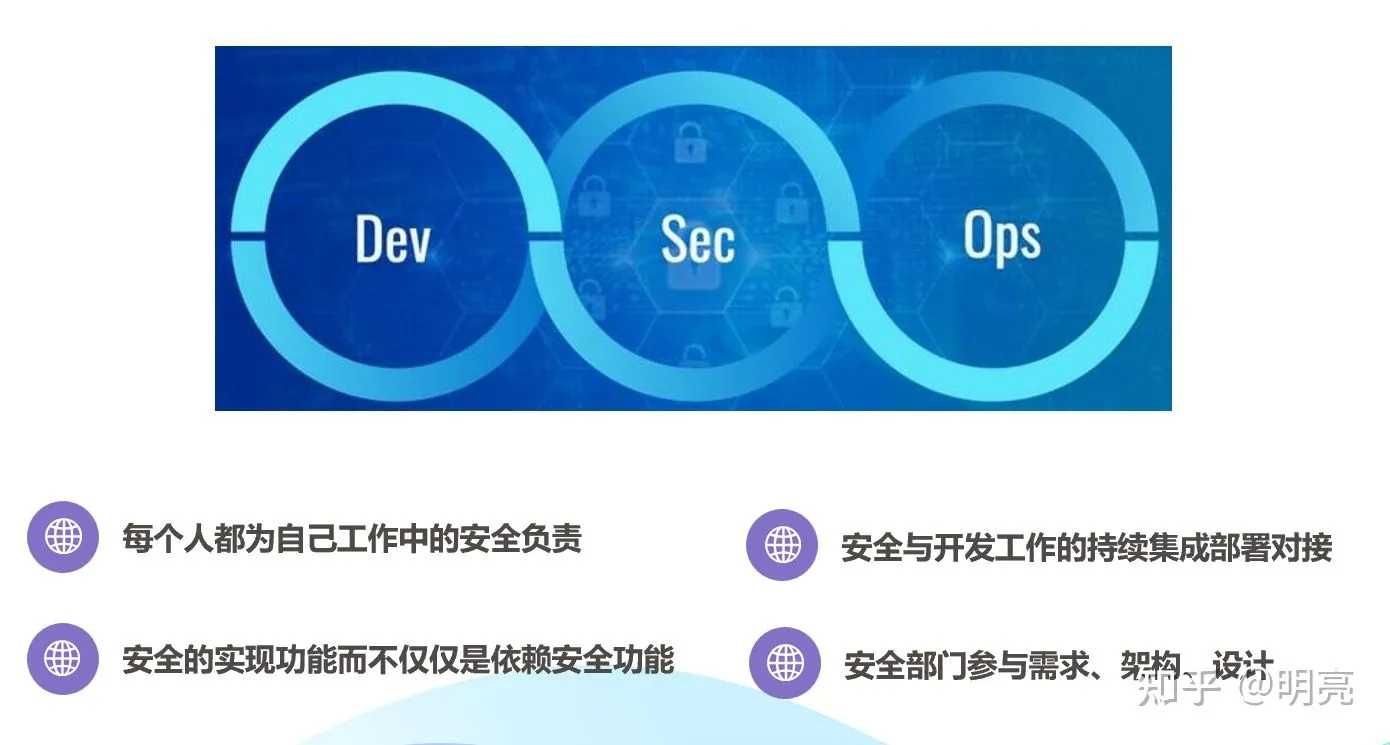 Dev
Sec
Ops
每个人都为自己工作中的安全负责
安全与开发工作的持续集成部署对接
安全的实现功能而不仅仅是依赖安全功能
安全部门参与需求、架构、设计
知乎 @明亮